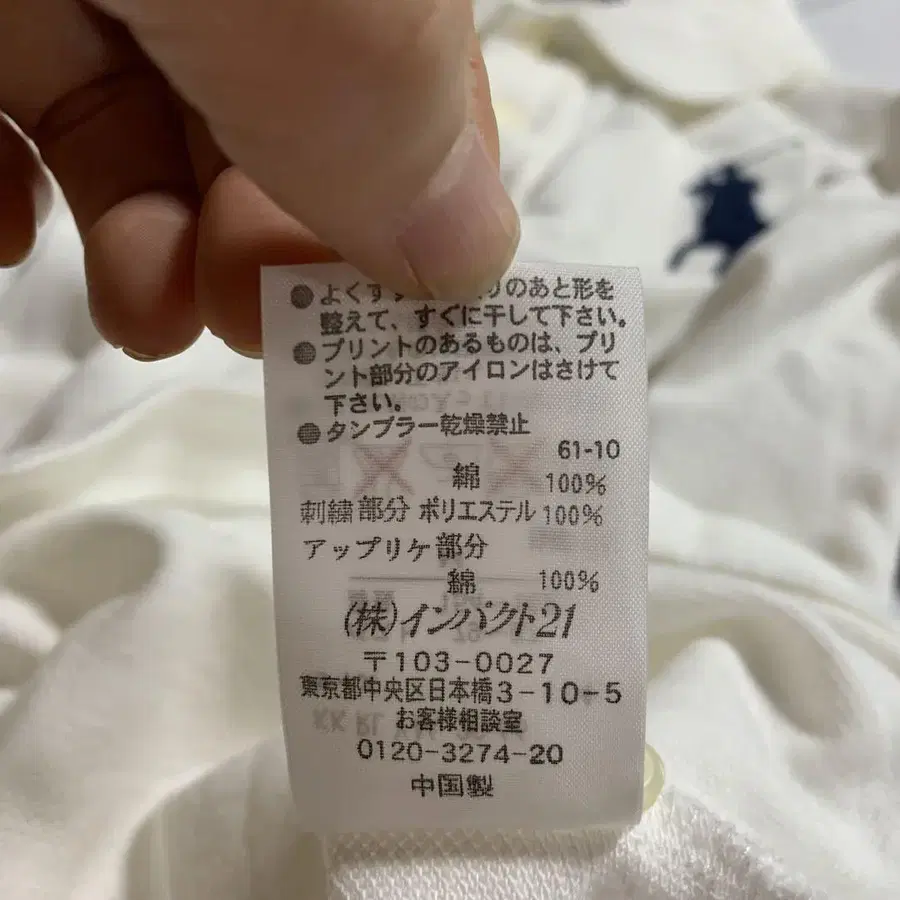 ●よくす のあと形を
整えて、すぐに干して下さい。
●プリントのあるものは、プリ
ント部分のアイロンはさけて
下さい。
●タンブラー乾燥禁止
61-10
綿 100%
刺繍部分 ポリエステル 100%
アップリケ部分
綿 100%
(株)インパクト21
〒103-0027
東京都中央区日本橋3-10-5
お客様相談室
0120-3274-20
中国製